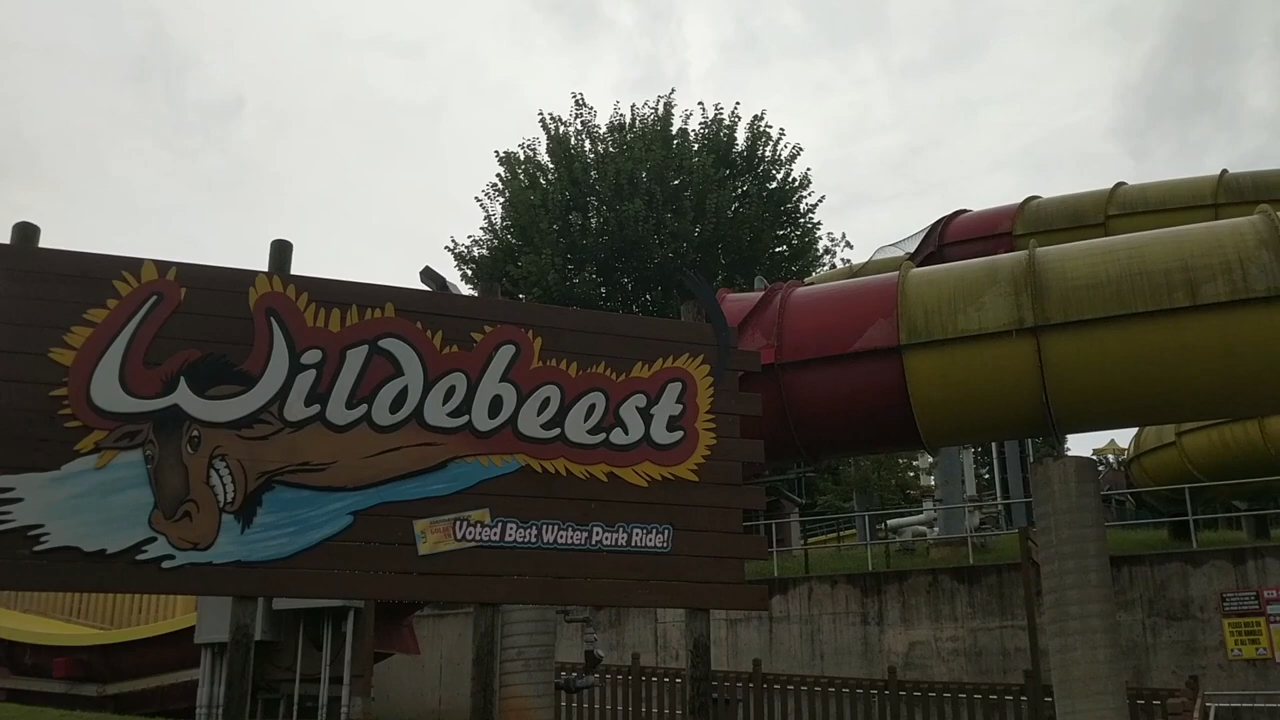 Wildebeest
Voted Best Water Park Ride!
PLEASE HOLD ON
TO THE HANDLES
AT ALL TIMES